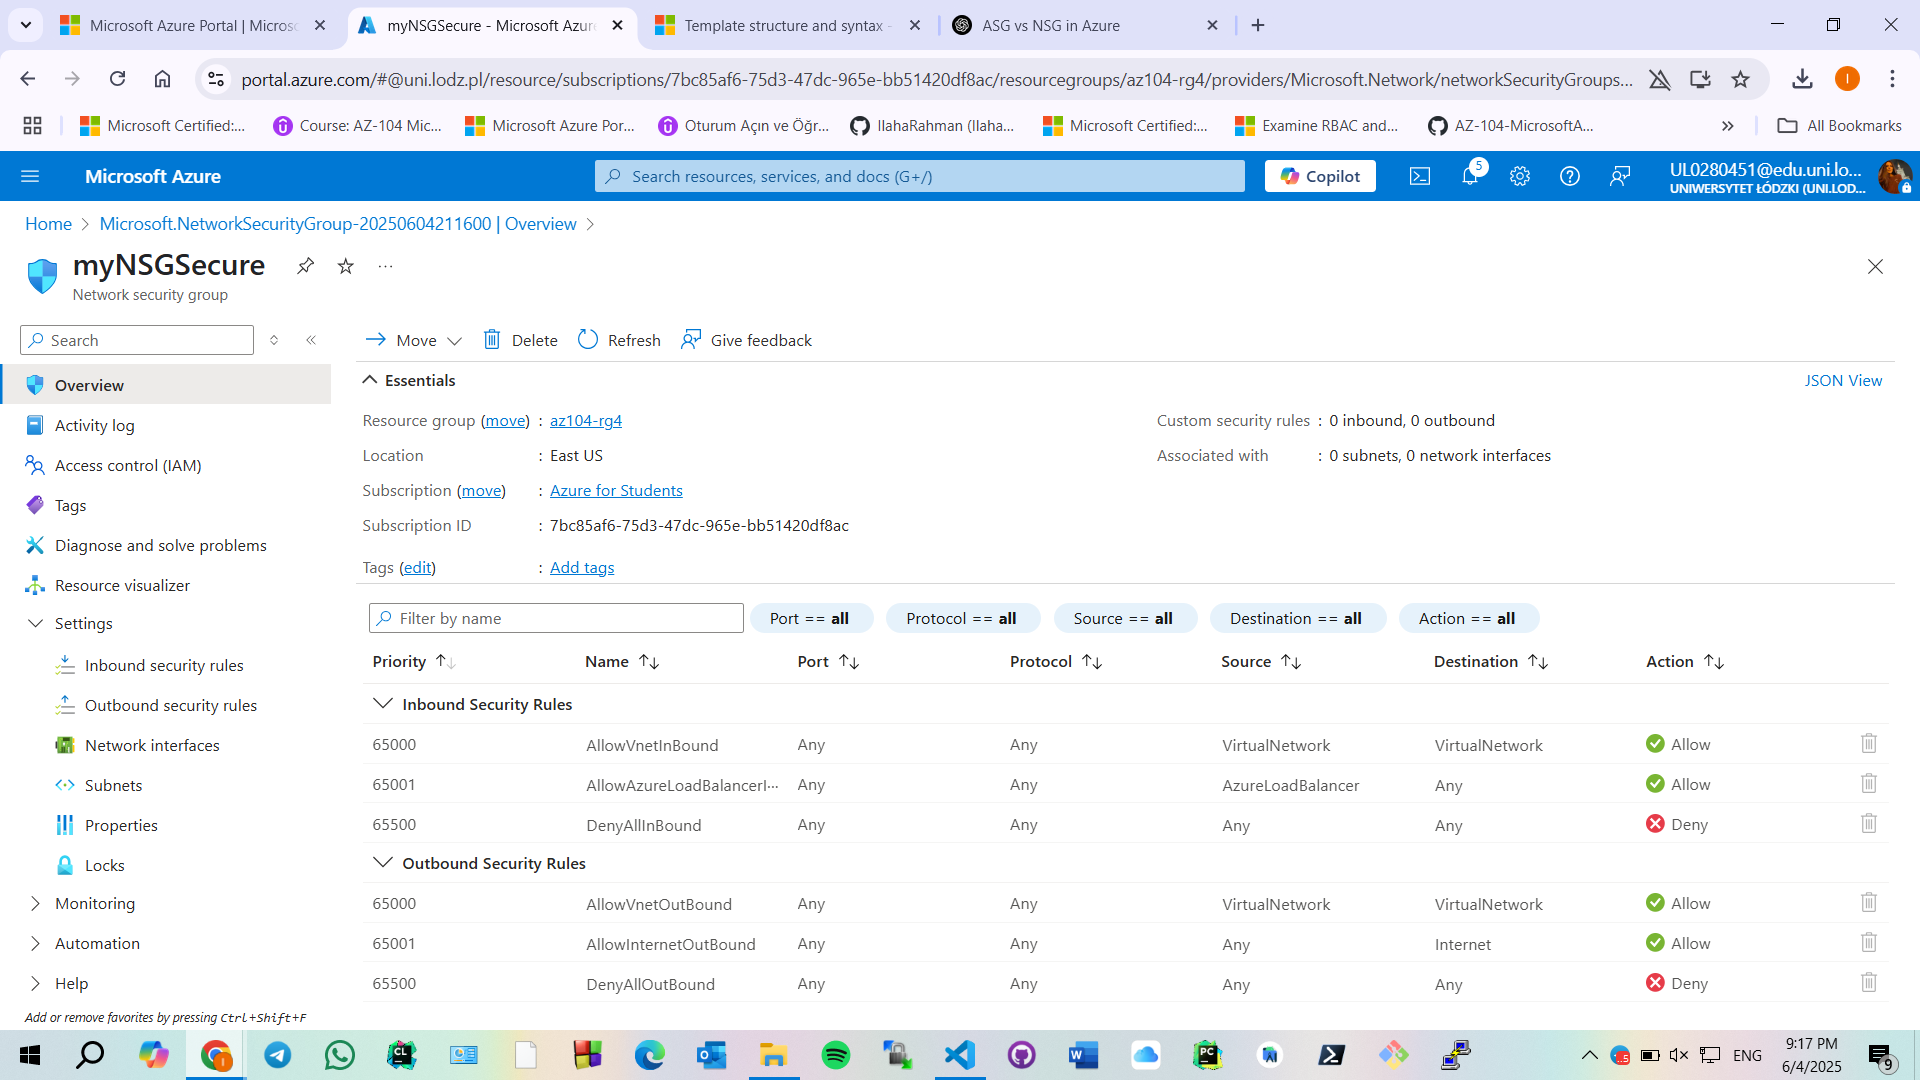 Microsoft Azure Portal | Microso
myNSGSecure - Microsoft Azure
Template structure and syntax -
ASG vs NSG in Azure
portal.azure.com/#@uni.lodz.pl/resource/subscriptions/7bc85af6-75d3-47dc-965e-bb51420df8ac/resourcegroups/az104-rg4/providers/Microsoft.Network/networkSecurityGroups...
Microsoft Certified:...
Course: AZ-104 Mic...
Microsoft Azure Por...
Oturum Açın ve Öğr...
IlahaRahman (Ilaha...
Microsoft Certified:...
Examine RBAC and...
AZ-104-MicrosoftA...
All Bookmarks
Microsoft Azure
Search resources, services, and docs (G+/)
Copilot
5
UL0280451@edu.uni.lo...
UNIWERSYTET ŁÓDZKI (UNI.LOD...
Home > Microsoft.NetworkSecurityGroup-20250604211600 | Overview >
myNSGSecure
Network security group
Search
Move
Delete
Refresh
Give feedback
Overview
Activity log
Access control (IAM)
Tags
Diagnose and solve problems
Resource visualizer
Settings
Inbound security rules
Outbound security rules
Network interfaces
Subnets
Properties
Locks
Monitoring
Automation
Help
Add or remove favorites by pressing Ctrl+Shift+F
Essentials
JSON View
Resource group (move) : az104-rg4
Location : East US
Subscription (move) : Azure for Students
Subscription ID : 7bc85af6-75d3-47dc-965e-bb51420df8ac
Tags (edit) : Add tags
Custom security rules : 0 inbound, 0 outbound
Associated with : 0 subnets, 0 network interfaces
Filter by name
Port == all
Protocol == all
Source == all
Destination == all
Action == all
Priority Name Port Protocol Source Destination Action
Inbound Security Rules
65000 AllowVnetInBound Any Any VirtualNetwork VirtualNetwork Allow
65001 AllowAzureLoadBalancerI... Any Any AzureLoadBalancer Any Allow
65500 DenyAllInBound Any Any Any Any Deny
Outbound Security Rules
65000 AllowVnetOutBound Any Any VirtualNetwork VirtualNetwork Allow
65001 AllowInternetOutBound Any Any Any Internet Allow
65500 DenyAllOutBound Any Any Any Any Deny
ENG
9:17 PM
6/4/2025
9